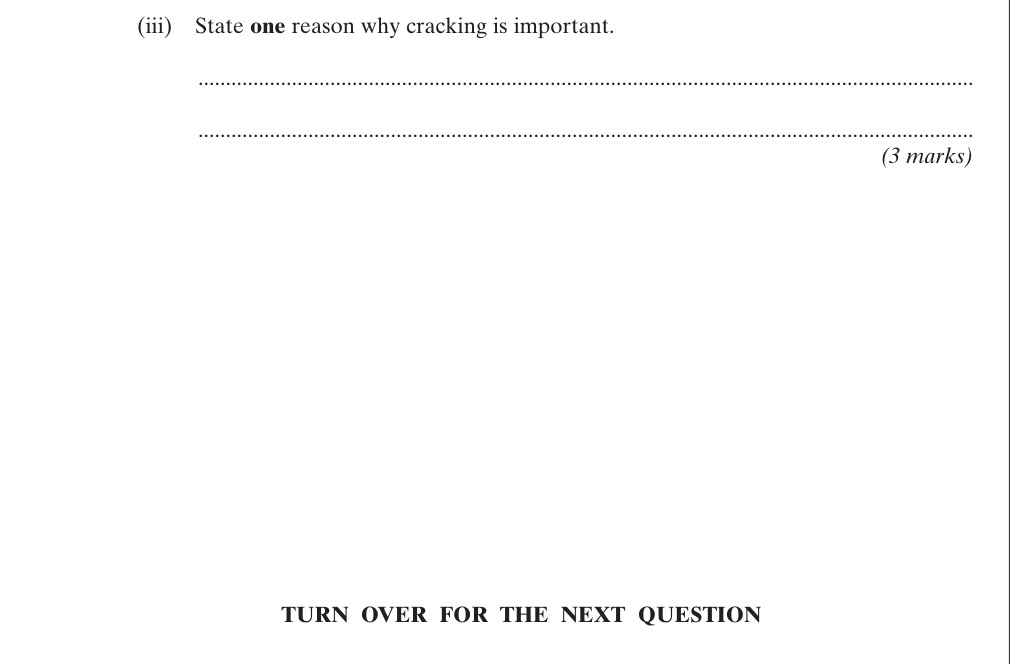 (iii) State one reason why cracking is important.
................................................................................................................................................
................................................................................................................................................
(3 marks)
TURN OVER FOR THE NEXT QUESTION